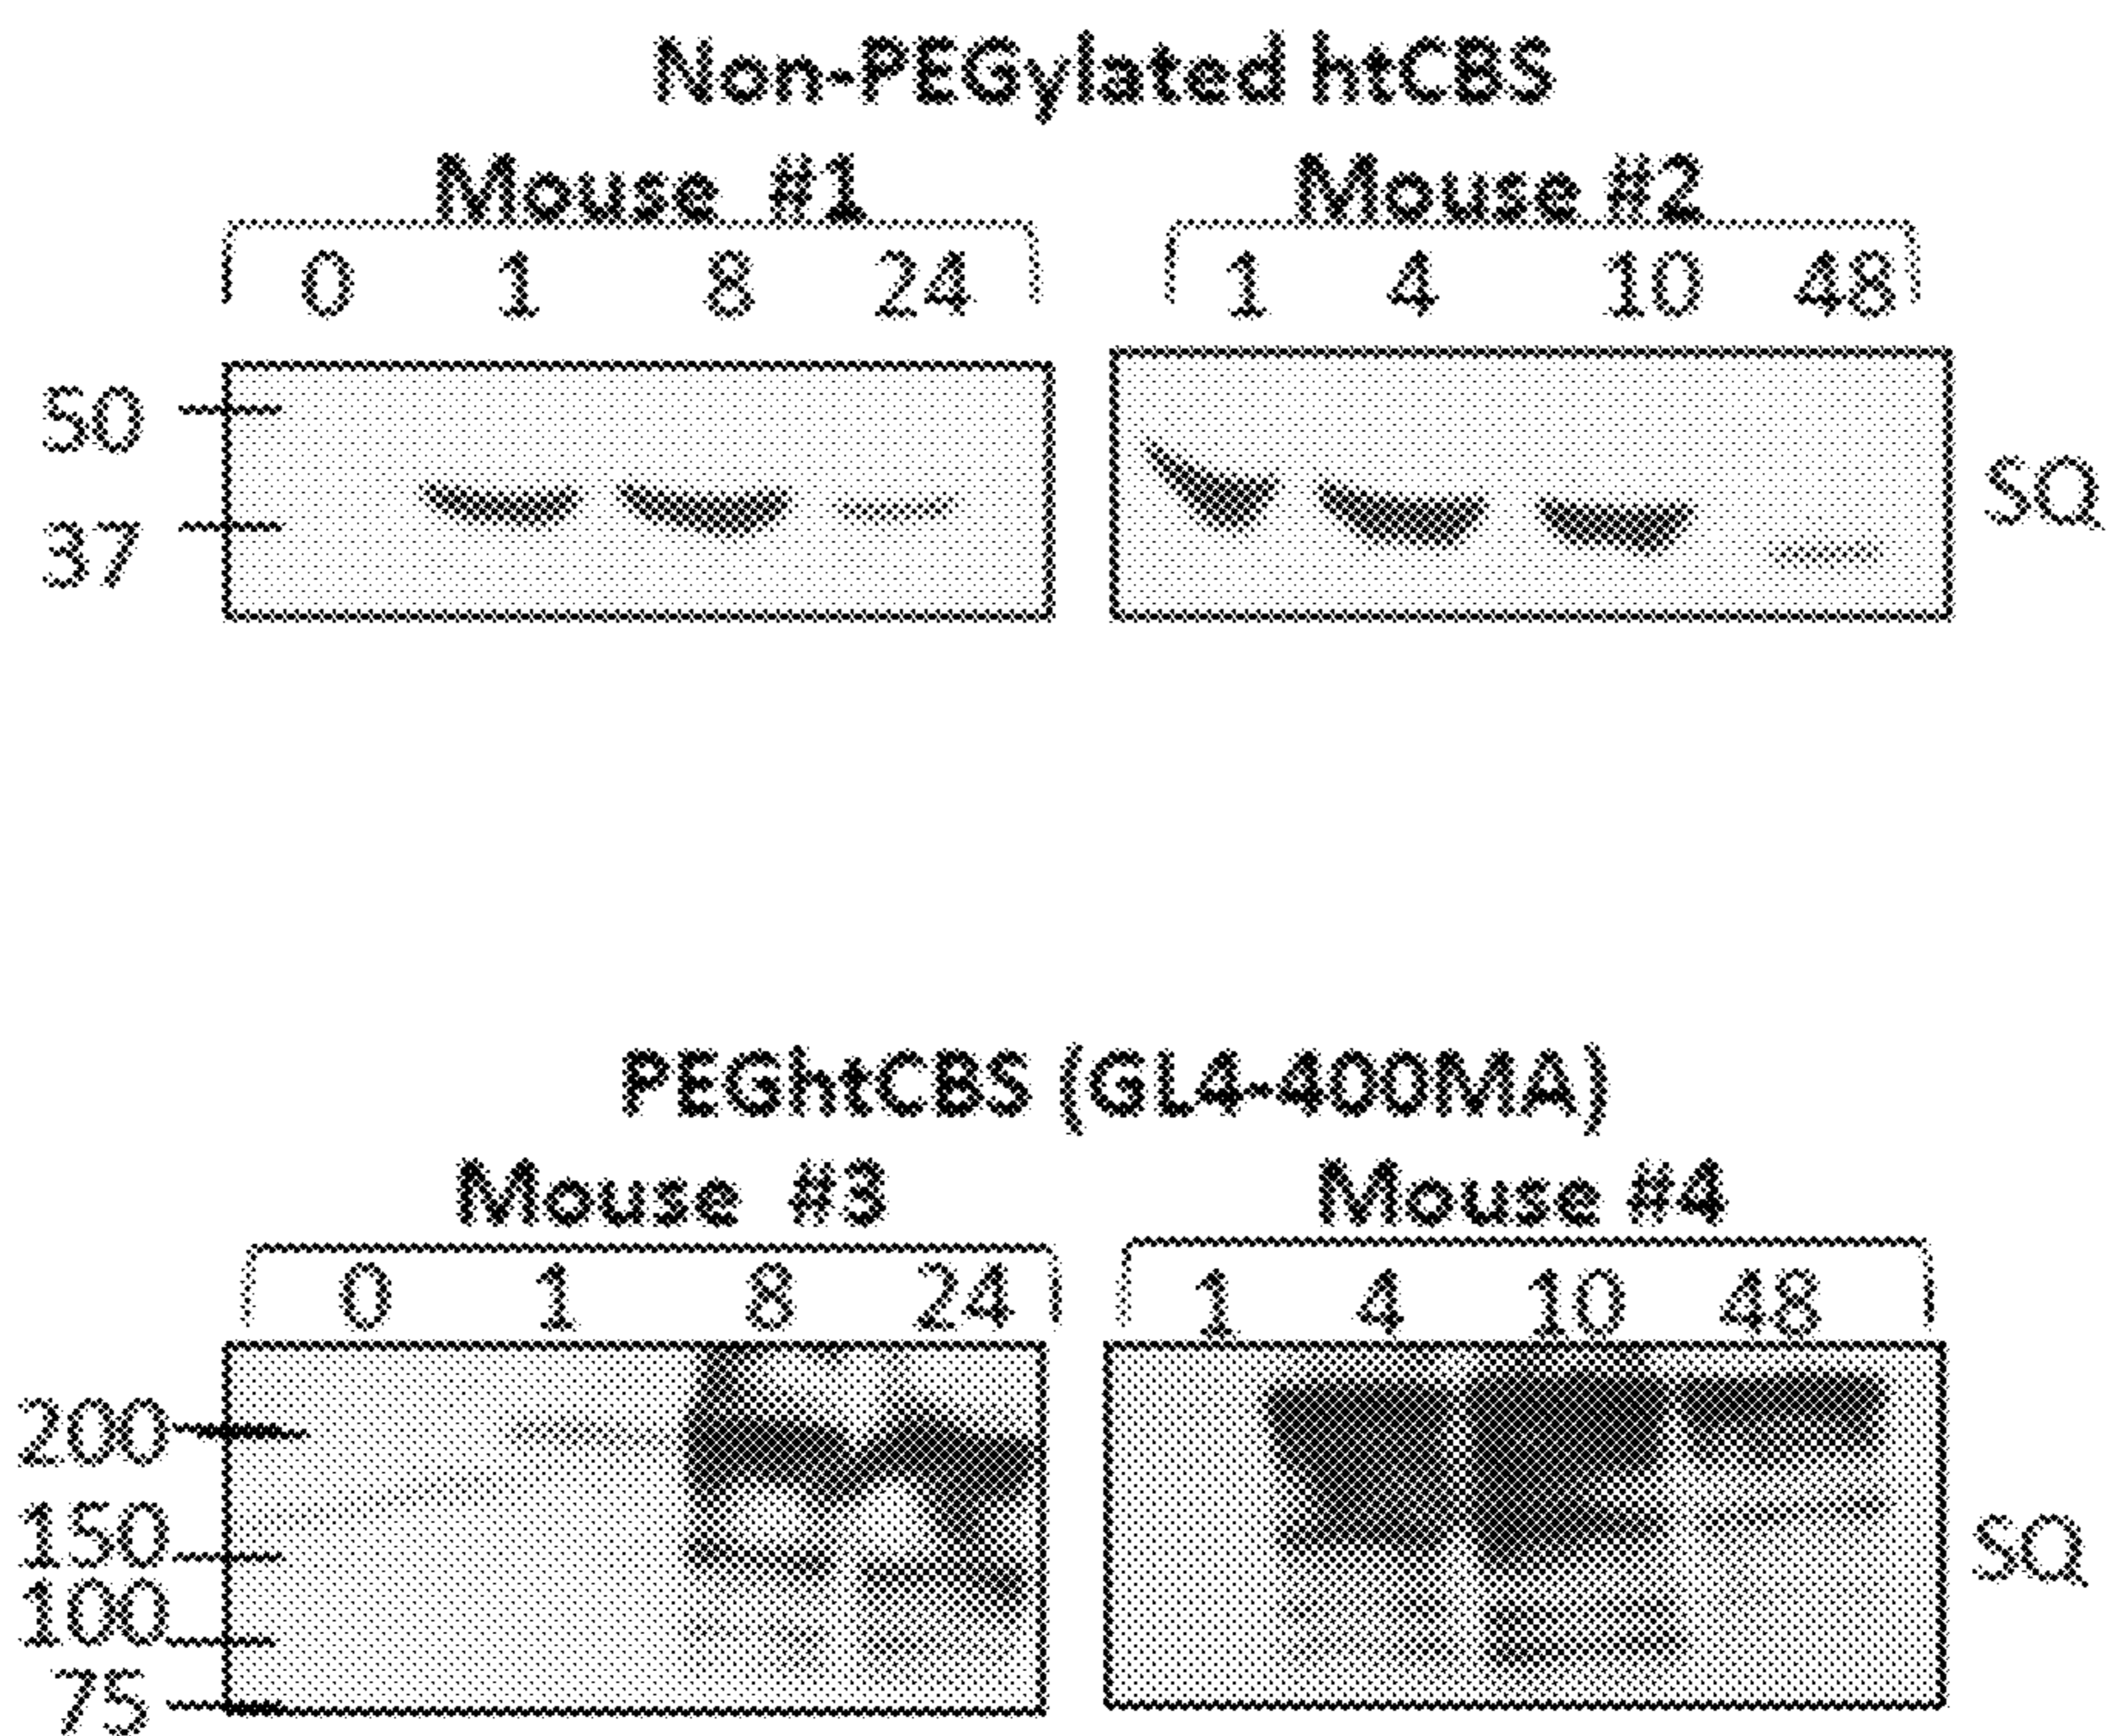 Non-PEGylated htCBS
Mouse #1 Mouse #2
0 1 8 24 1 4 10 48
50
SQ
37
PEGhtCBS (GL4-400MA)
Mouse #3 Mouse #4
0 1 8 24 1 4 10 48
200
150
SQ
100
75